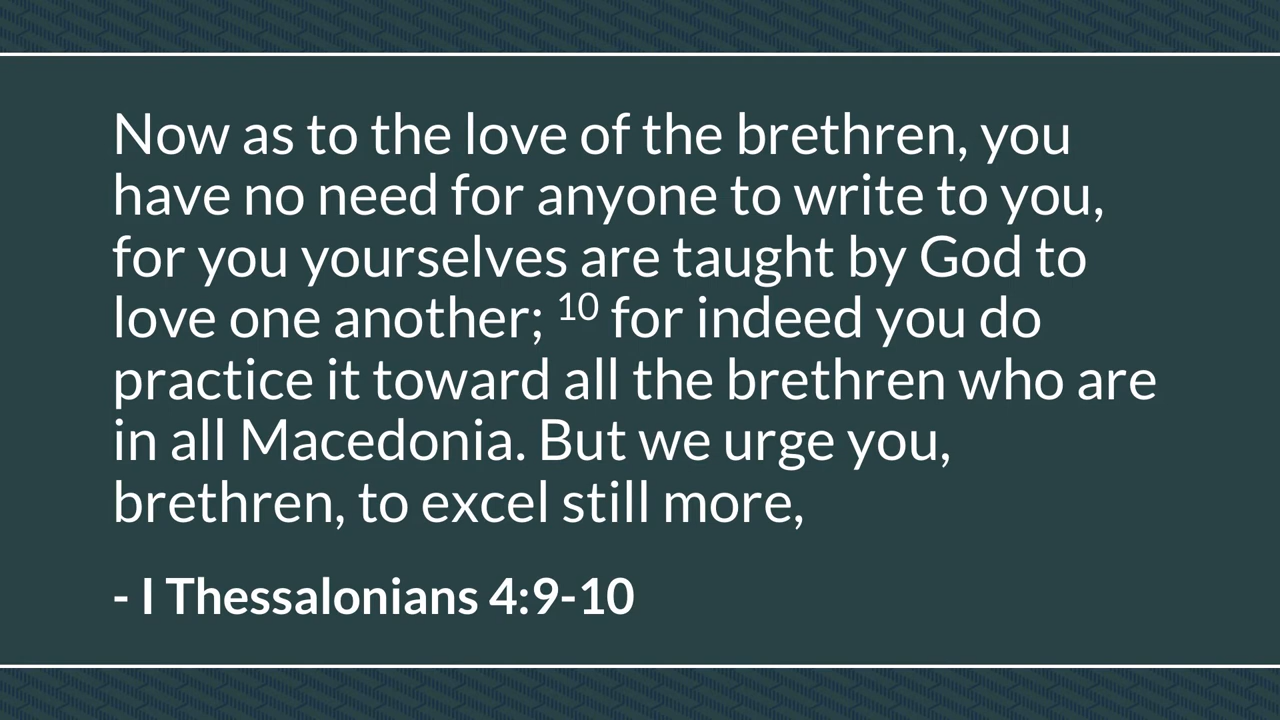 Now as to the love of the brethren, you
have no need for anyone to write to you,
for you yourselves are taught by God to
love one another; 10 for indeed you do
practice it toward all the brethren who are
in all Macedonia. But we urge you,
brethren, to excel still more,
- I Thessalonians 4:9-10